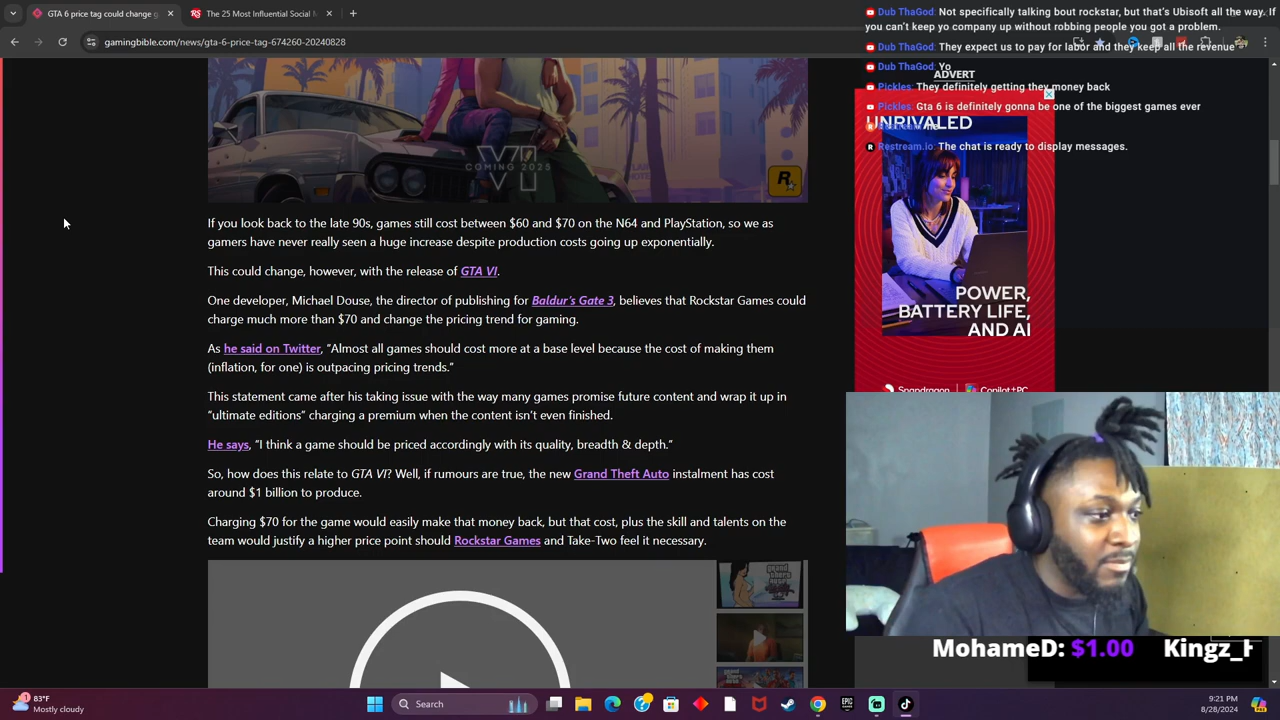 GTA 6 price tag could change g
The 25 Most Influential Social M
gamingbible.com/news/gta-6-price-tag-674260-20240828
Dub ThaGod: Not specifically talking bout rockstar, but that's Ubisoft all the way. If
you can't keep yo company up without robbing people you got a problem.
Dub ThaGod: They expect us to pay for labor and they keep all the revenue
Dub ThaGod: Yo
ADVERT
Pickles: They definitely getting they money back
Pickles: Gta 6 is definitely gonna be one of the biggest games ever
UNRIVALED
Restream.io: The chat is ready to display messages.
VI
COMING 2025
R
If you look back to the late 90s, games still cost between $60 and $70 on the N64 and PlayStation, so we as
gamers have never really seen a huge increase despite production costs going up exponentially.
This could change, however, with the release of GTA VI.
One developer, Michael Douse, the director of publishing for Baldur's Gate 3, believes that Rockstar Games could
charge much more than $70 and change the pricing trend for gaming.
As he said on Twitter, "Almost all games should cost more at a base level because the cost of making them
(inflation, for one) is outpacing pricing trends."
This statement came after his taking issue with the way many games promise future content and wrap it up in
"ultimate editions" charging a premium when the content isn't even finished.
He says, "I think a game should be priced accordingly with its quality, breadth & depth."
So, how does this relate to GTA VI? Well, if rumours are true, the new Grand Theft Auto instalment has cost
around $1 billion to produce.
Charging $70 for the game would easily make that money back, but that cost, plus the skill and talents on the
team would justify a higher price point should Rockstar Games and Take-Two feel it necessary.
POWER,
BATTERY LIFE,
AND AI
Snapdragon
Copilot+PC
MohameD: $1.00 Kingz_
83°F
Mostly cloudy
Search
9:21 PM
8/28/2024